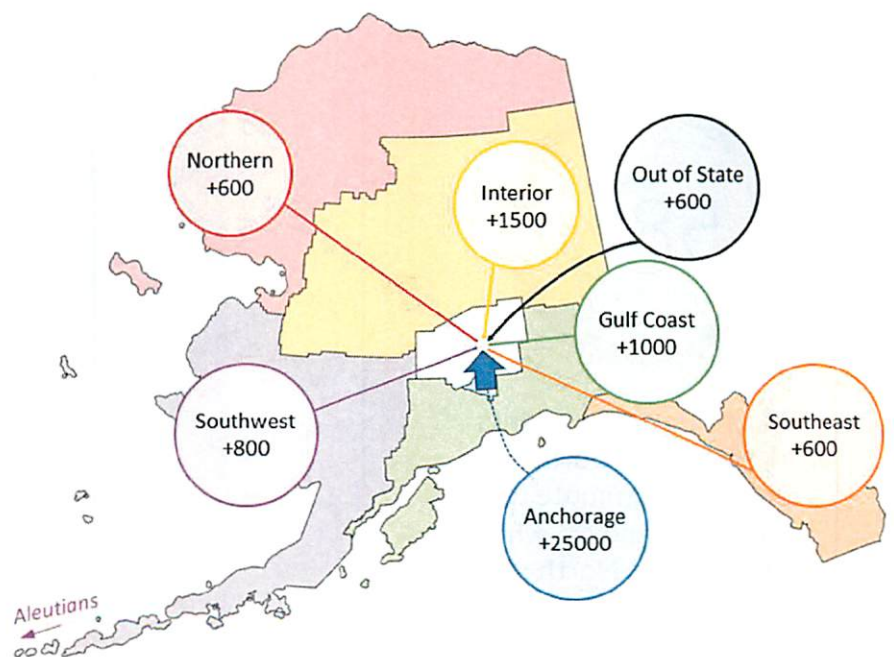 Northern
+600
Interior
+1500
Out of State
+600
Gulf Coast
+1000
Southwest
+800
Southeast
+600
Anchorage
+25000
Aleutians